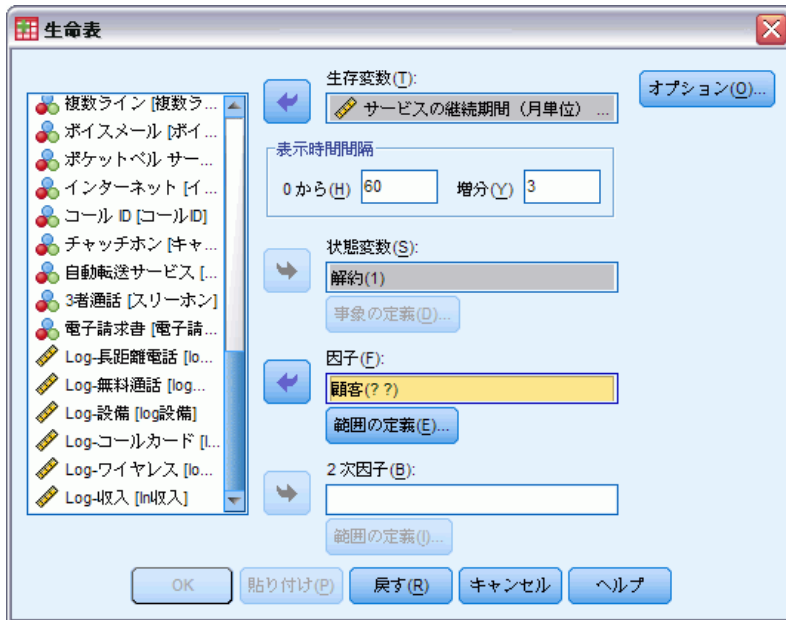 生命表
複数ライン [複数ラ...
ボイスメール [ボイ...
ポケットベル サー...
インターネット [イ...
コール ID [コールID]
チャッチホン [キャ...
自動転送サービス [...
3者通話 [スリーホン]
電子請求書 [電子請...
Log-長距離電話 [lo...
Log-無料通話 [log...
Log-設備 [log設備]
Log-コールカード [l...
Log-ワイヤレス [lo...
Log-収入 [ln収入]
生存変数(T):
サービスの継続期間（月単位） ...
オプション(O)...
表示時間間隔
0 から(H) 60 増分(Y) 3
状態変数(S):
解約(1)
事象の定義(D)...
因子(F):
顧客(? ?)
範囲の定義(E)...
2 次因子(B):
範囲の定義(I)...
OK 貼り付け(P) 戻す(R) キャンセル ヘルプ